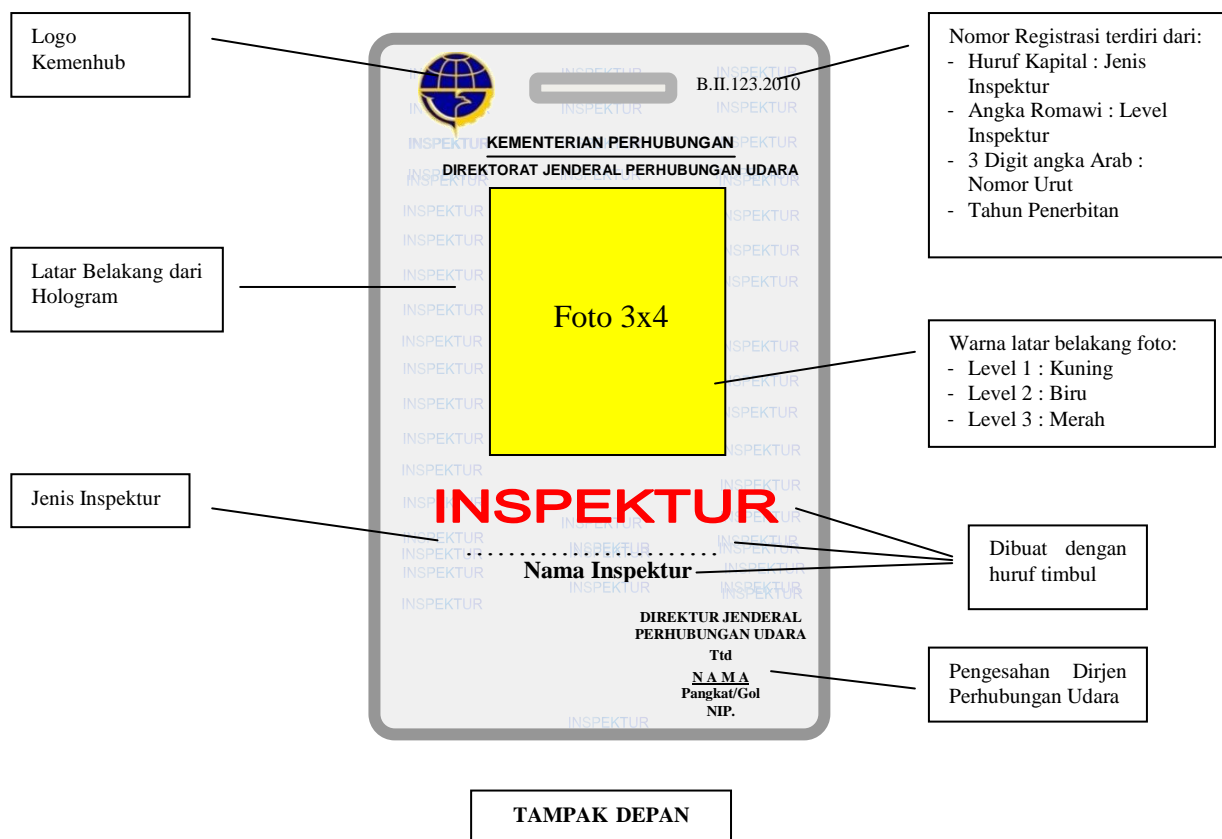 Logo
Kemenhub
Nomor Registrasi terdiri dari:
- Huruf Kapital : Jenis
Inspektur
- Angka Romawi : Level
Inspektur
- 3 Digit angka Arab :
Nomor Urut
- Tahun Penerbitan
B.II.123.2010
KEMENTERIAN PERHUBUNGAN
DIREKTORAT JENDERAL PERHUBUNGAN UDARA
Latar Belakang dari
Hologram
Foto 3x4
Warna latar belakang foto:
- Level 1 : Kuning
- Level 2 : Biru
- Level 3 : Merah
Jenis Inspektur
INSPEKTUR
. . . . . . . . . . . . . . . . . . . . . . . . .
Nama Inspektur
Dibuat dengan
huruf timbul
DIREKTUR JENDERAL
PERHUBUNGAN UDARA
Ttd
N A M A
Pangkat/Gol
NIP.
Pengesahan Dirjen
Perhubungan Udara
INSPEKTUR
TAMPAK DEPAN